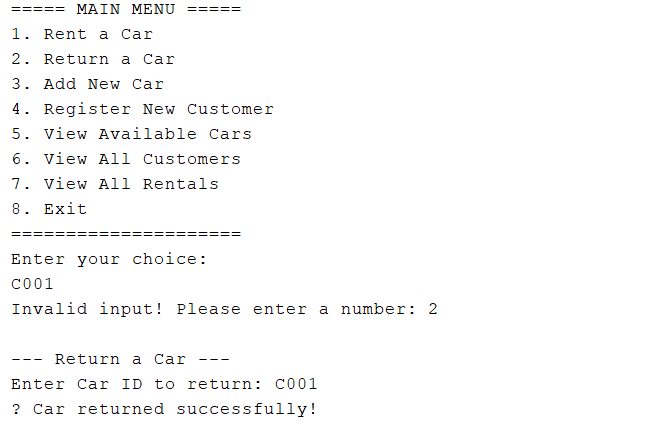 ===== MAIN MENU =====
1. Rent a Car
2. Return a Car
3. Add New Car
4. Register New Customer
5. View Available Cars
6. View All Customers
7. View All Rentals
8. Exit
=====================
Enter your choice:
C001
Invalid input! Please enter a number: 2
--- Return a Car ---
Enter Car ID to return: C001
? Car returned successfully!